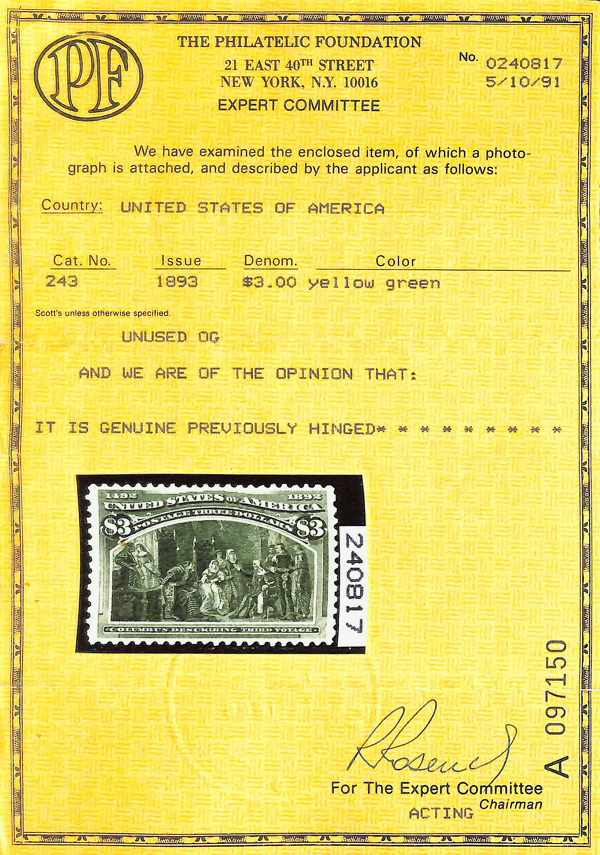 PF
THE PHILATELIC FOUNDATION
21 EAST 40TH STREET
NEW YORK, N.Y. 10016
EXPERT COMMITTEE
No. 0240817
5/10/91
We have examined the enclosed item, of which a photo-
graph is attached, and described by the applicant as follows:
Country: UNITED STATES OF AMERICA
Cat. No. Issue Denom. Color
243 1893 $3.00 yellow green
Scott's unless otherwise specified.
UNUSED OG
AND WE ARE OF THE OPINION THAT:
IT IS GENUINE PREVIOUSLY HINGED* * * * * * * * * *
1492 1892
UNITED STATES OF AMERICA
$3 POSTAGE THREE DOLLARS $3
COLUMBUS DESCRIBING THIRD VOYAGE
240817
A 097150
For The Expert Committee
Chairman
ACTING